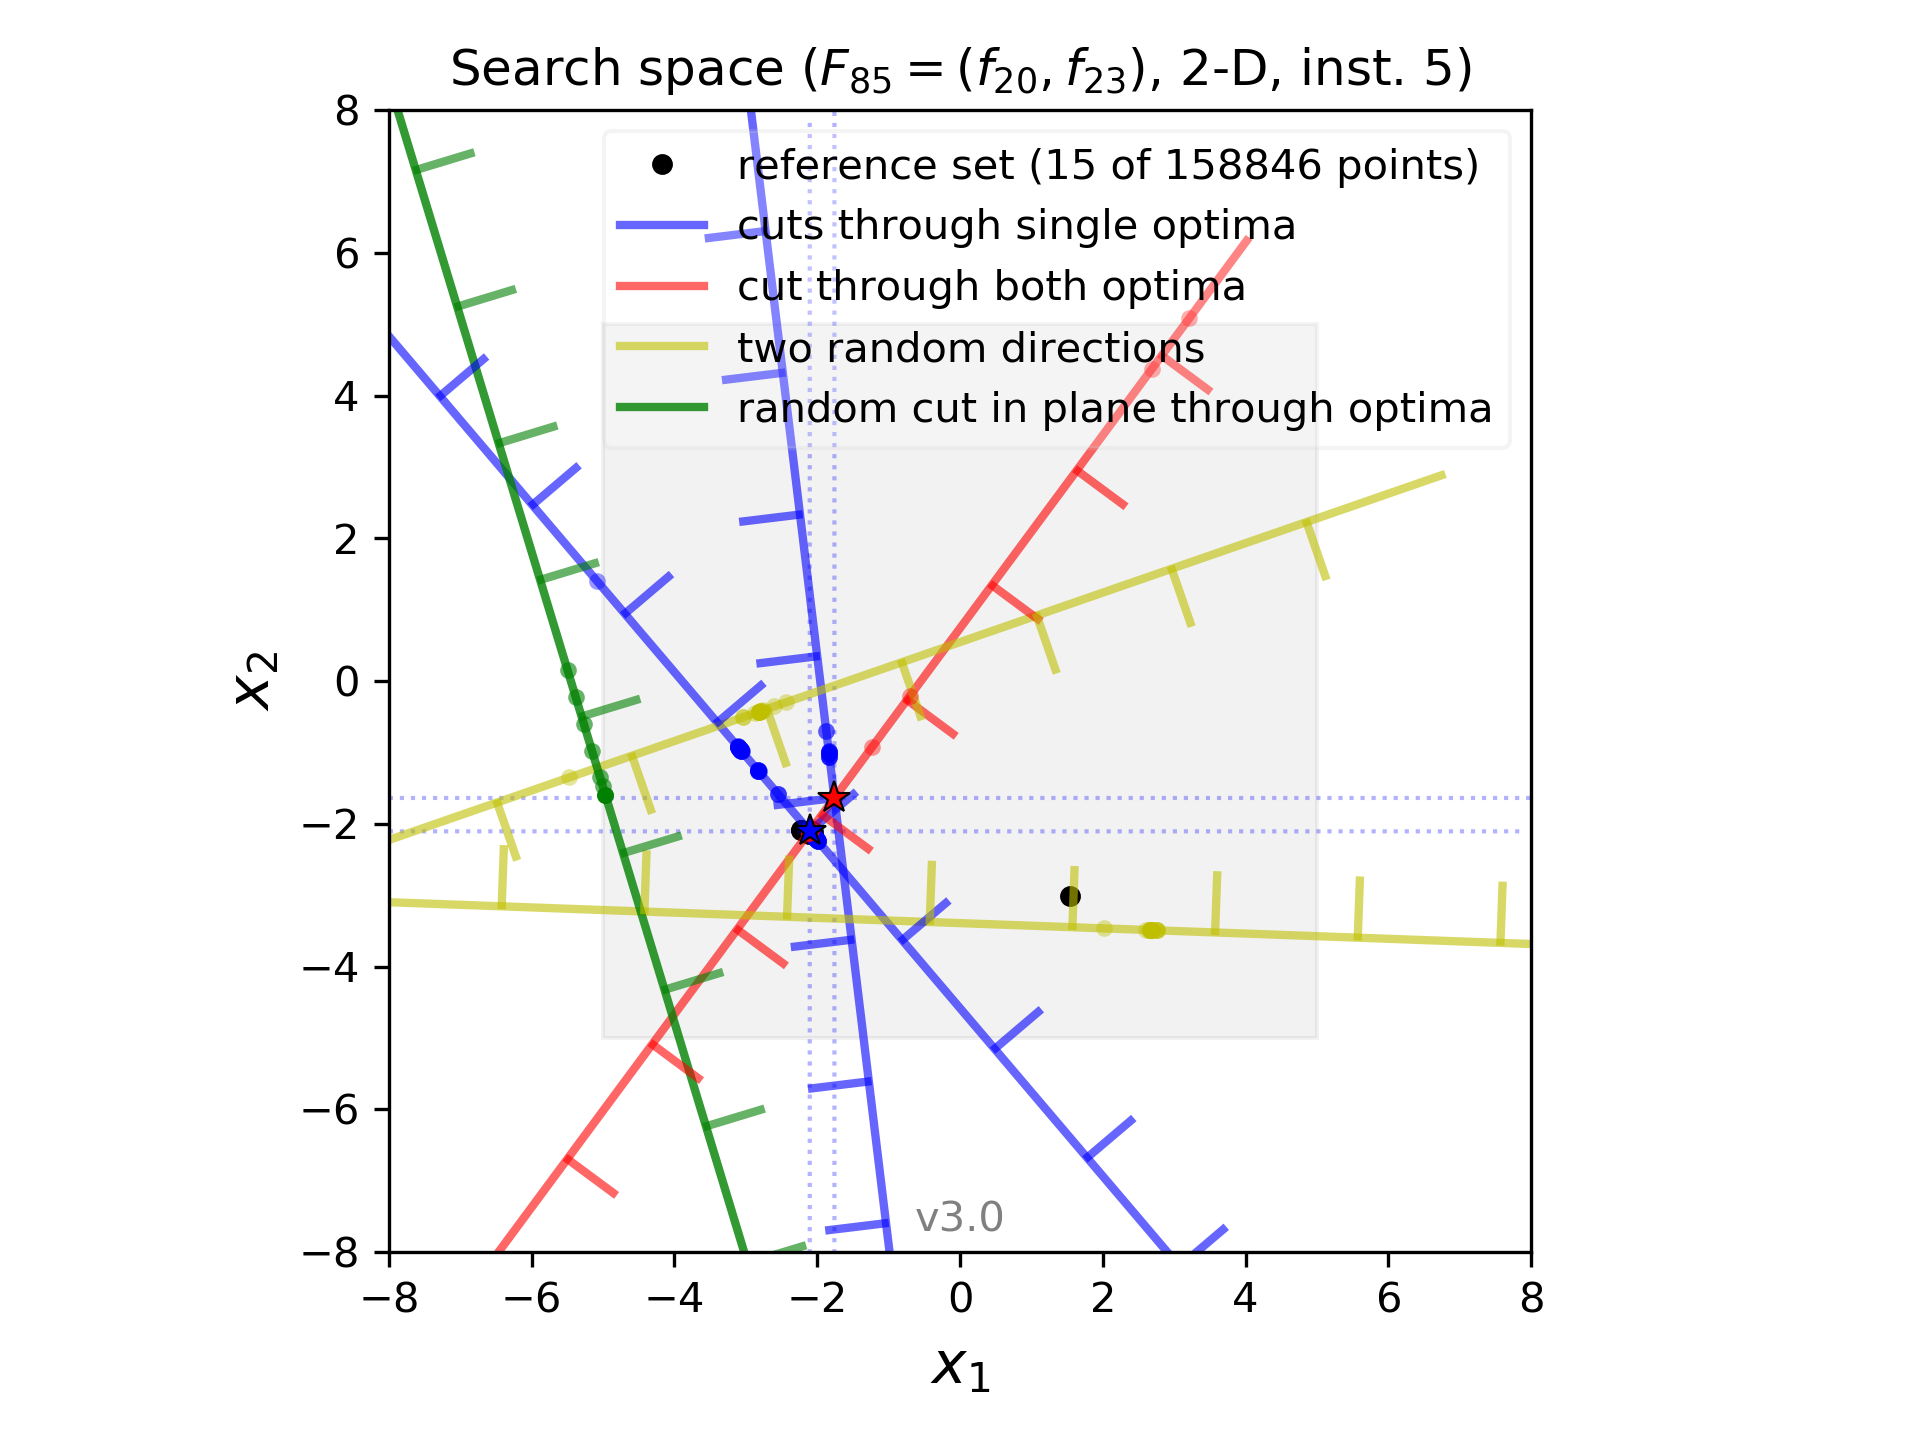 Search space (F85 = (f20, f23), 2-D, inst. 5)
reference set (15 of 158846 points)
cuts through single optima
cut through both optima
two random directions
random cut in plane through optima
8
6
4
2
0
−2
−4
−6
−8
x2
v3.0
−8 −6 −4 −2 0 2 4 6 8
x1